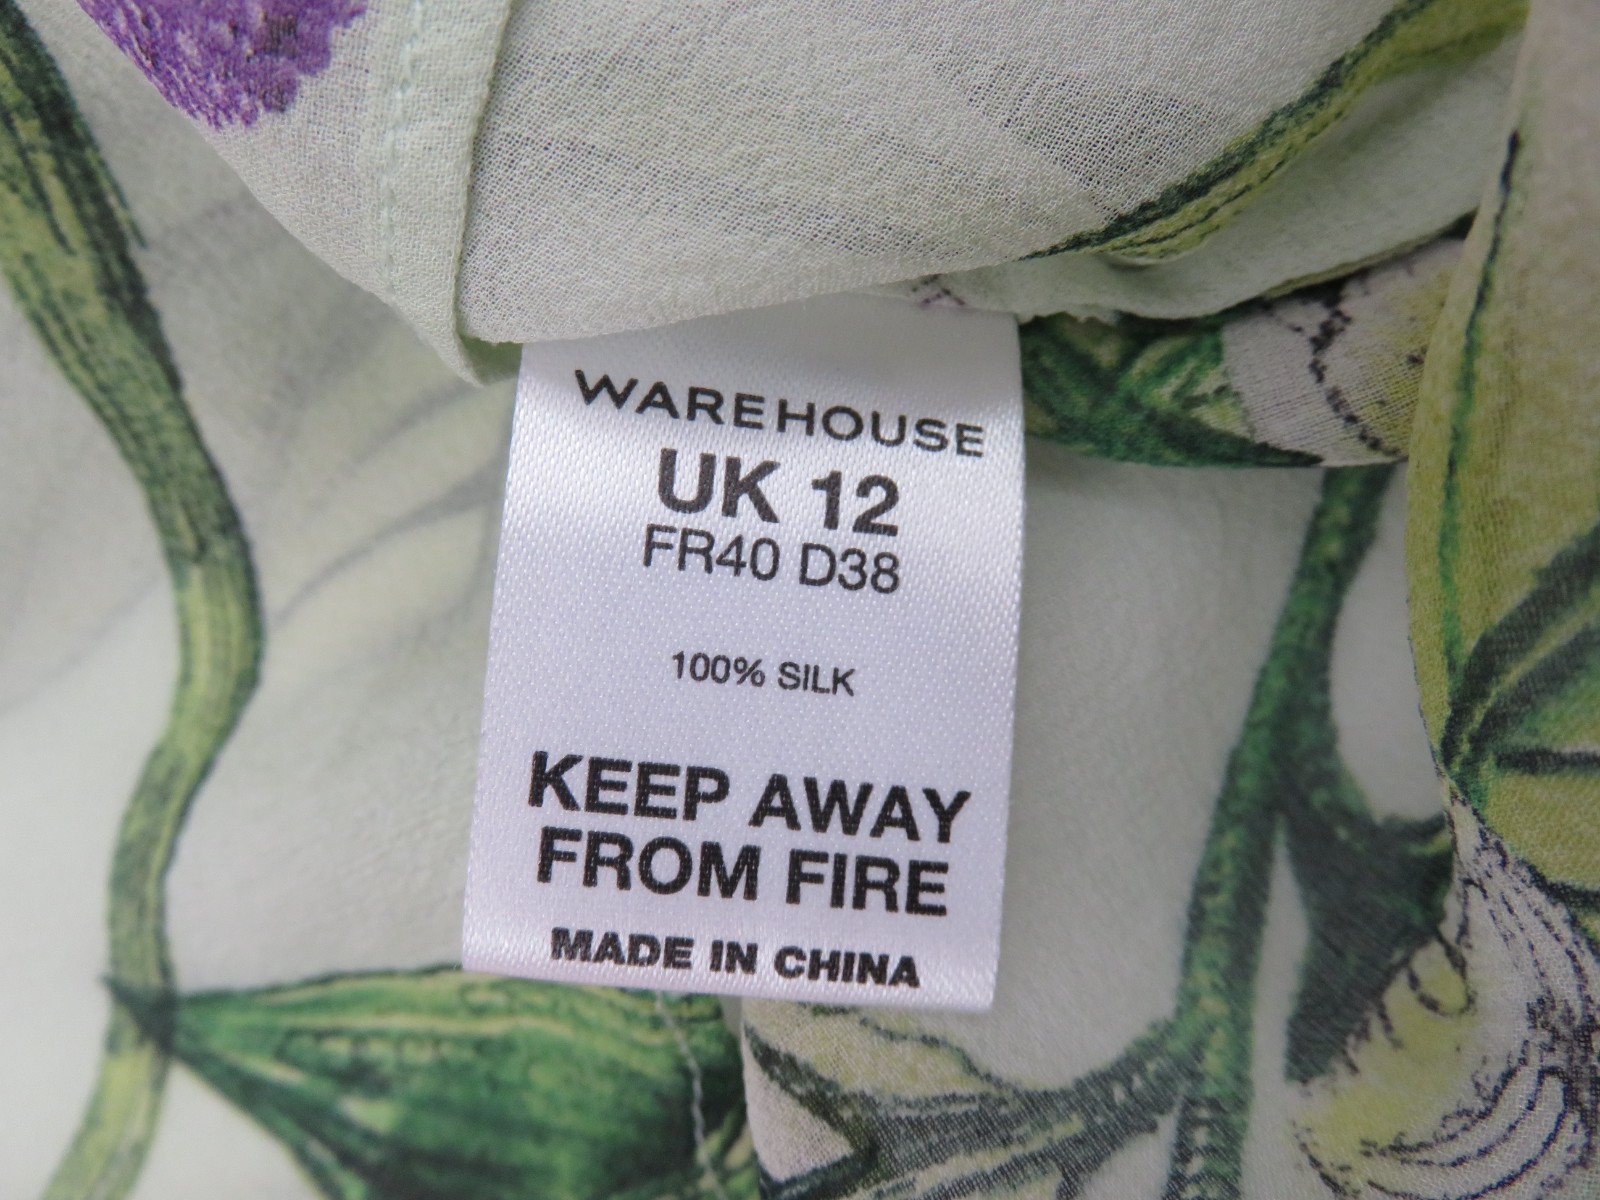 WAREHOUSE
UK 12
FR40 D38
100% SILK
KEEP AWAY
FROM FIRE
MADE IN CHINA